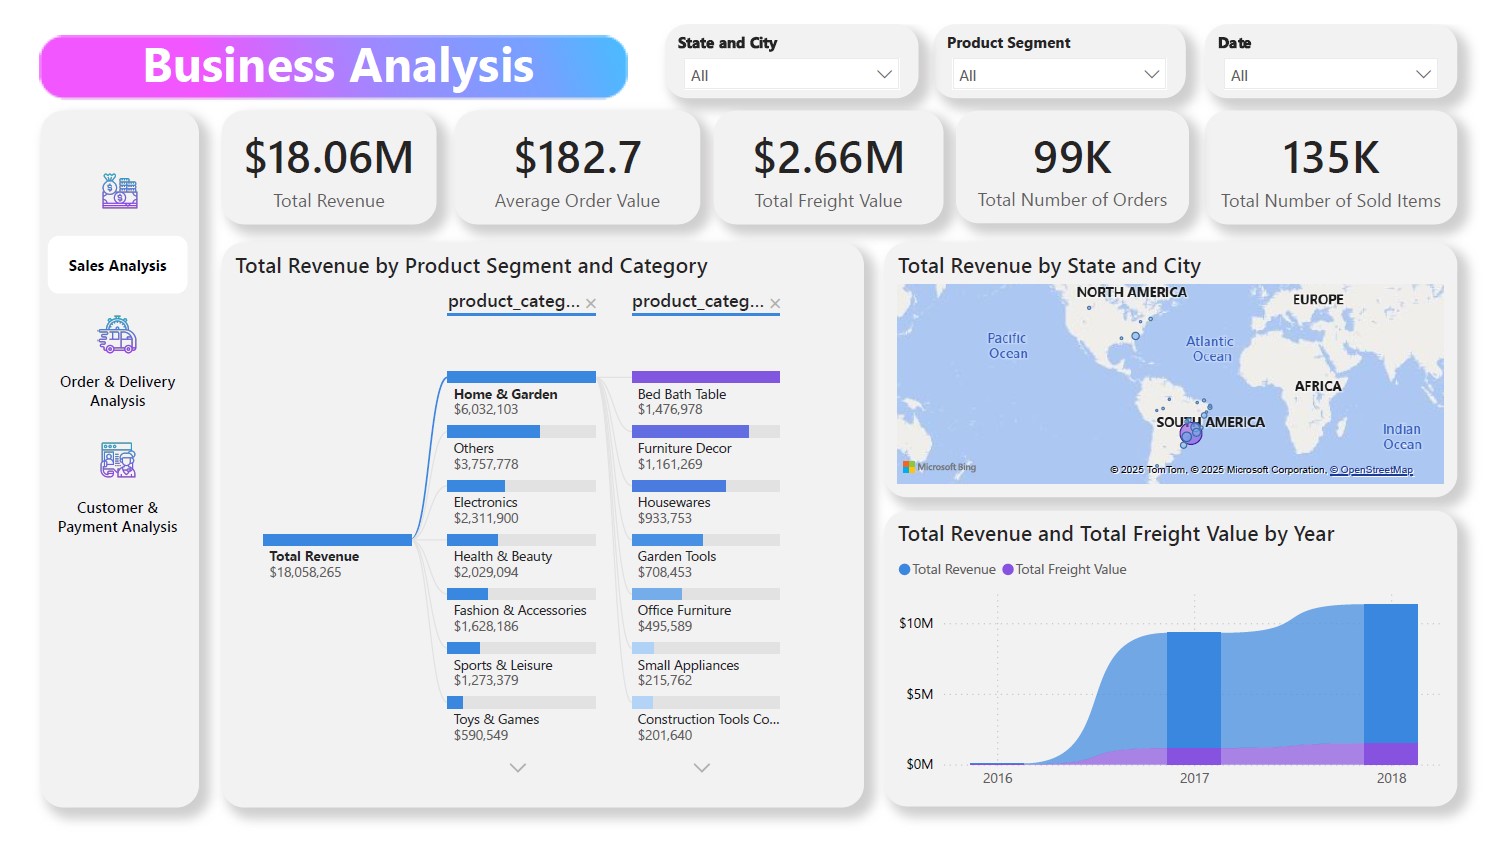 Business Analysis
State and City
All
Product Segment
All
Date
All
$18.06M
Total Revenue
$182.7
Average Order Value
$2.66M
Total Freight Value
99K
Total Number of Orders
135K
Total Number of Sold Items
Sales Analysis
Order & Delivery
Analysis
Customer &
Payment Analysis
Total Revenue by Product Segment and Category
product_categ...
product_categ...
Total Revenue
$18,058,265
Home & Garden
$6,032,103
Others
$3,757,778
Electronics
$2,311,900
Health & Beauty
$2,029,094
Fashion & Accessories
$1,628,186
Sports & Leisure
$1,273,379
Toys & Games
$590,549
Bed Bath Table
$1,476,978
Furniture Decor
$1,161,269
Housewares
$933,753
Garden Tools
$708,453
Office Furniture
$495,589
Small Appliances
$215,762
Construction Tools Co...
$201,640
Total Revenue by State and City
NORTH AMERICA
EUROPE
Pacific
Ocean
Atlantic
Ocean
AFRICA
SOUTH AMERICA
Indian
Ocean
Microsoft Bing
© 2025 TomTom, © 2025 Microsoft Corporation, © OpenStreetMap
Total Revenue and Total Freight Value by Year
Total Revenue
Total Freight Value
$10M
$5M
$0M
2016
2017
2018